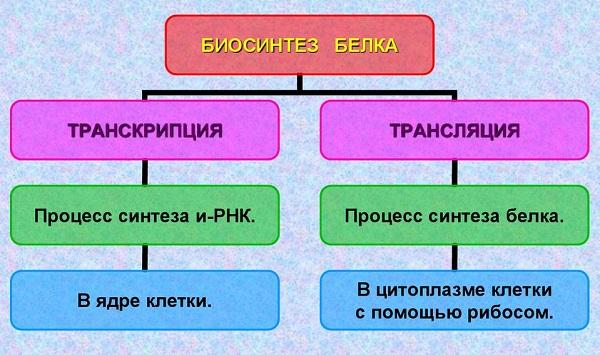 БИОСИНТЕЗ БЕЛКА
ТРАНСКРИПЦИЯ
ТРАНСЛЯЦИЯ
Процесс синтеза и-РНК.
Процесс синтеза белка.
В ядре клетки.
В цитоплазме клетки
с помощью рибосом.